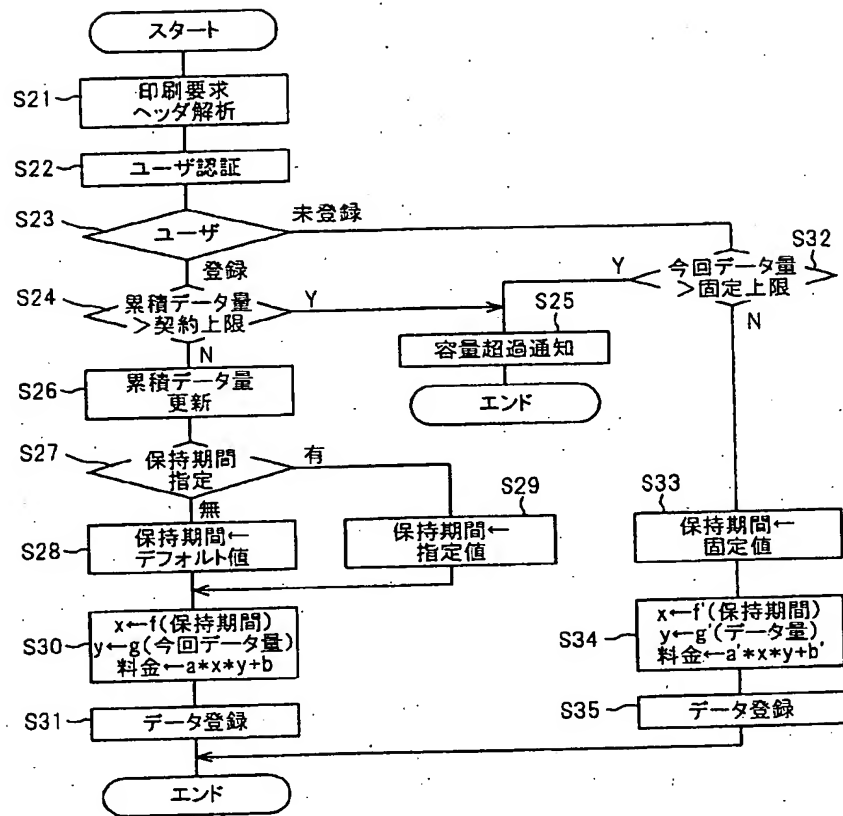 スタート
S21
印刷要求
ヘッダ解析
S22
ユーザ認証
S23
ユーザ
未登録
登録
S24
累積データ量
>契約上限
Y
N
S32
今回データ量
>固定上限
Y
N
S25
容量超過通知
エンド
S26
累積データ量
更新
S27
保持期間
指定
有
無
S28
保持期間←
デフォルト値
S29
保持期間←
指定値
S33
保持期間←
固定値
S30
x←f(保持期間)
y←g(今回データ量)
料金←a*x*y+b
S34
x←f'(保持期間)
y←g'(データ量)
料金←a'*x*y+b'
S31
データ登録
S35
データ登録
エンド